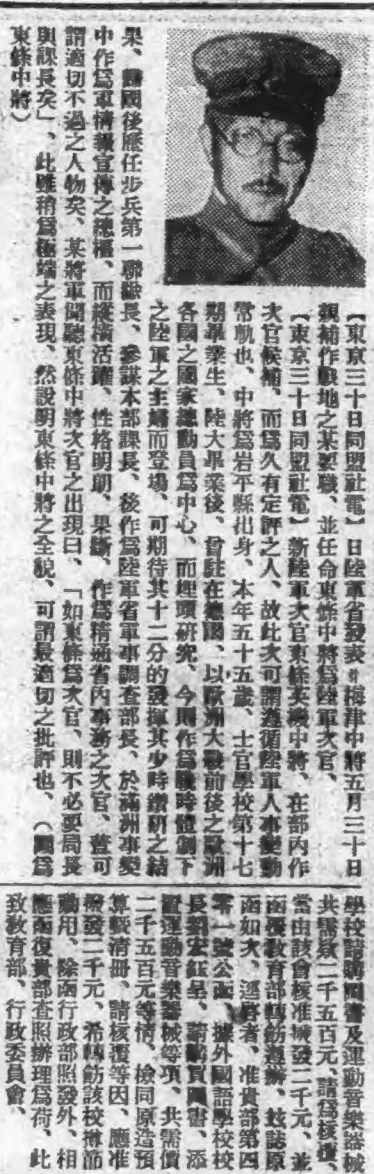 【東京三十日同盟社電】日陸軍省發表：梅津中將五月三十日
親補作戰地之某要職、並任命東條中將爲陸軍次官、
【東京三十日同盟社電】新陸軍次官東條英機中將、在部內作
次官候補、而爲久有定評之人、故此次可謂遵循陸軍人事變動
常軌也、中將爲岩手縣出身、本年五十五歲、士官學校第十七
期畢業生、陸大畢業後、曾駐在德國、以歐洲大戰前後之歐洲
各國之國家總動員爲中心、而埋頭研究、今則作爲戰時體制下
之陸軍之主婦而登場、可期待其十二分的發揮其少時鑽研之結
果、歸國後歷任步兵第一聯隊長、參謀本部課長、後作爲陸軍省軍事調查部長、於滿洲事變
中作爲軍情報宣傳之總樞、而縱橫活躍、性格明朗、果斷、作爲精通省內事務之次官、蓋可
謂適切不過之人物矣、某將軍聞聽東條中將次官之出現曰、「如東條爲次官、則不必要局長
與課長矣」、此雖稍爲極端之表現、然說明東條中將之全貌、可謂最適切之批評也、（圖爲
東條中將）
學校請購圖書及運動音樂器械
共需欵二千五百元、請爲核復、
當由該會核准補發二千元、並
函復教育部轉飭遵辦、茲誌原
函如次、逕啓者、准貴部第四
零一號公函、據外國語學校校
長劉宏鈺呈、請購買圖書、添
置運動音樂器械等項、共需價
二千五百元等情、檢同原造預
算數清册、請核覆等因、應准
撥發二千元、希轉飭該校撙節
動用、除函行政部照發外、相
應函復貴部查照辦理爲荷、此
致教育部、行政委員會、